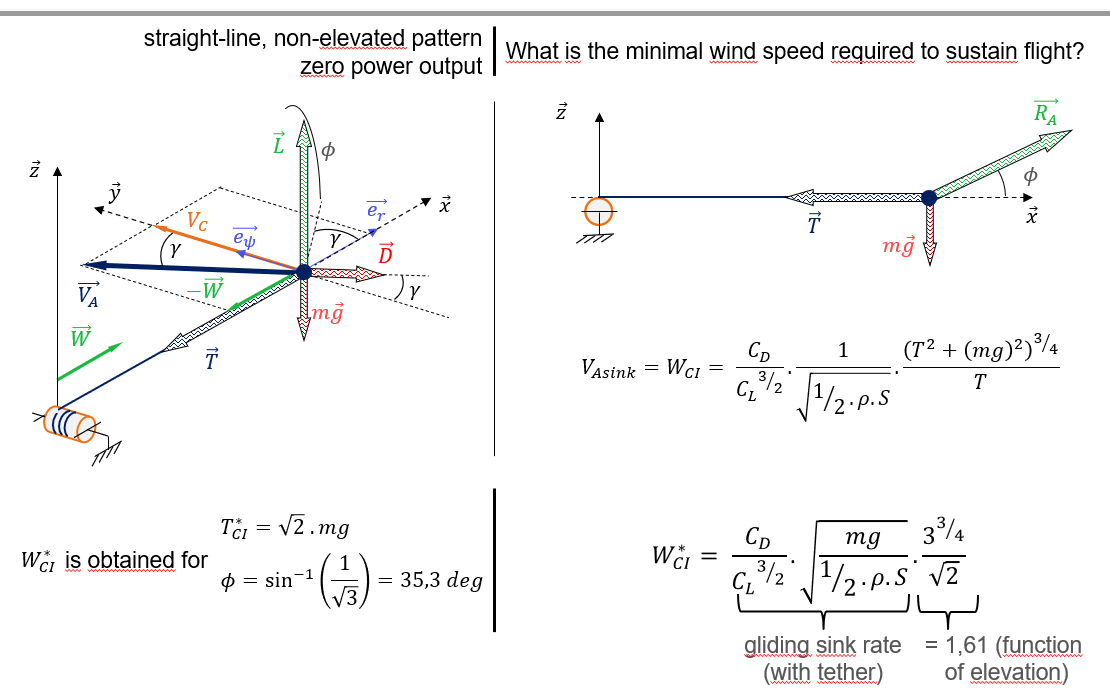 straight-line, non-elevated pattern
zero power output
What is the minimal wind speed required to sustain flight?
z⃗
y⃗
L⃗
ϕ
x⃗
V_C
e_ψ⃗
e_r⃗
γ
γ
D⃗
γ
V_A⃗
−W⃗
mg⃗
W⃗
T⃗
z⃗
R_A⃗
ϕ
x⃗
T⃗
mg⃗
V_Asink = W_CI = C_D / C_L^(3/2) . 1 / √(1/2 . ρ. S) . (T² + (mg)²)^(3/4) / T
W*_CI is obtained for
T*_CI = √2 . mg
ϕ = sin⁻¹(1/√3) = 35,3 deg
W*_CI = C_D / C_L^(3/2) . √(mg / (1/2 . ρ. S)) . 3^(3/4) / √2
gliding sink rate
(with tether)
= 1,61 (function
of elevation)